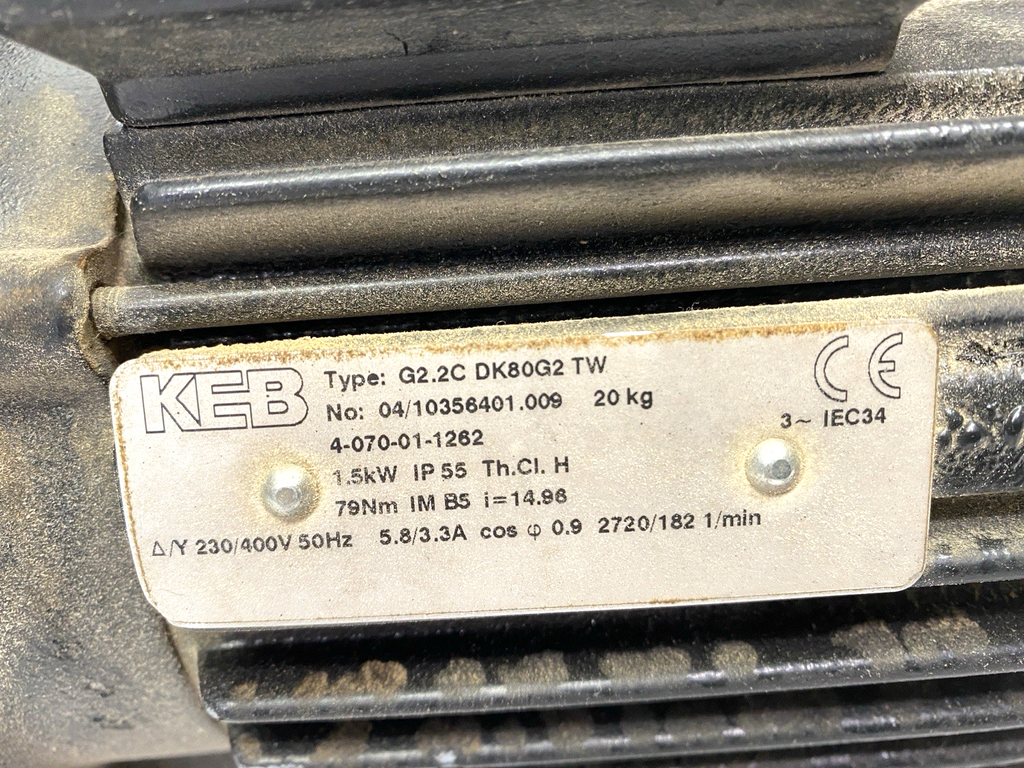 KEB
Type: G2.2C DK80G2 TW
No: 04/10356401.009 20 kg
4-070-01-1262
1.5kW IP 55 Th.Cl. H
79Nm IM B5 i=14.96
Δ/Y 230/400V 50Hz 5.8/3.3A cos φ 0.9 2720/182 1/min
CE
3~ IEC34